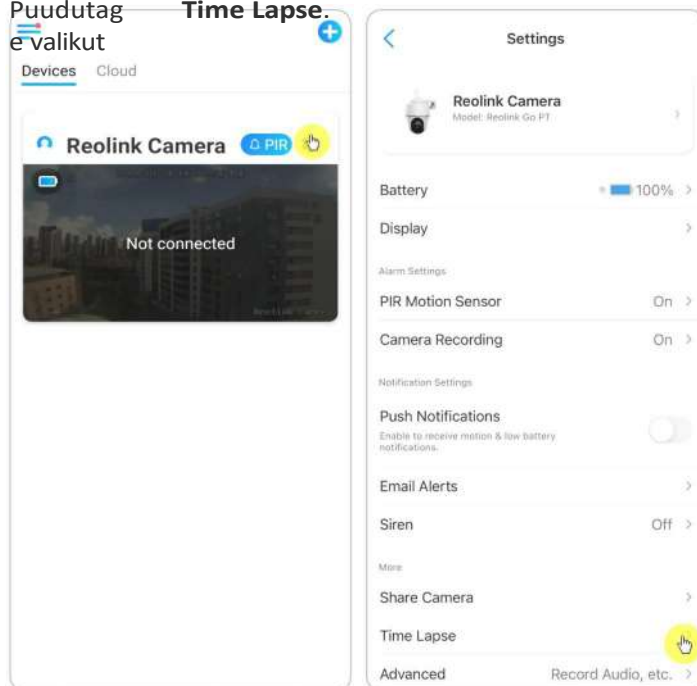 Puudutag
e valikut
Time Lapse.
Devices Cloud
Reolink Camera PIR
Not connected
Settings
Reolink Camera
Model: Reolink Go PT
Battery 100%
Display
Alarm Settings
PIR Motion Sensor On
Camera Recording On
Notification Settings
Push Notifications
Enable to receive motion & low battery
notifications.
Email Alerts
Siren Off
More
Share Camera
Time Lapse
Advanced Record Audio, etc.